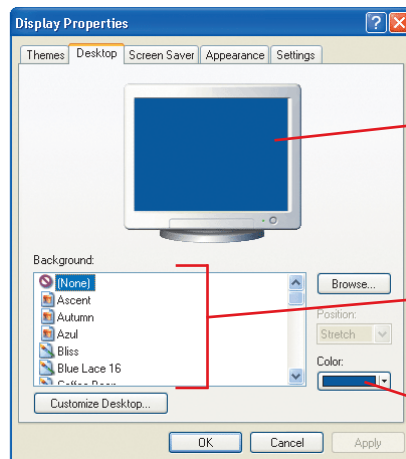 Display Properties
Themes Desktop Screen Saver Appearance Settings
Background:
(None)
Ascent
Autumn
Azul
Bliss
Blue Lace 16
Browse...
Position:
Stretch
Color:
Customize Desktop...
OK Cancel Apply